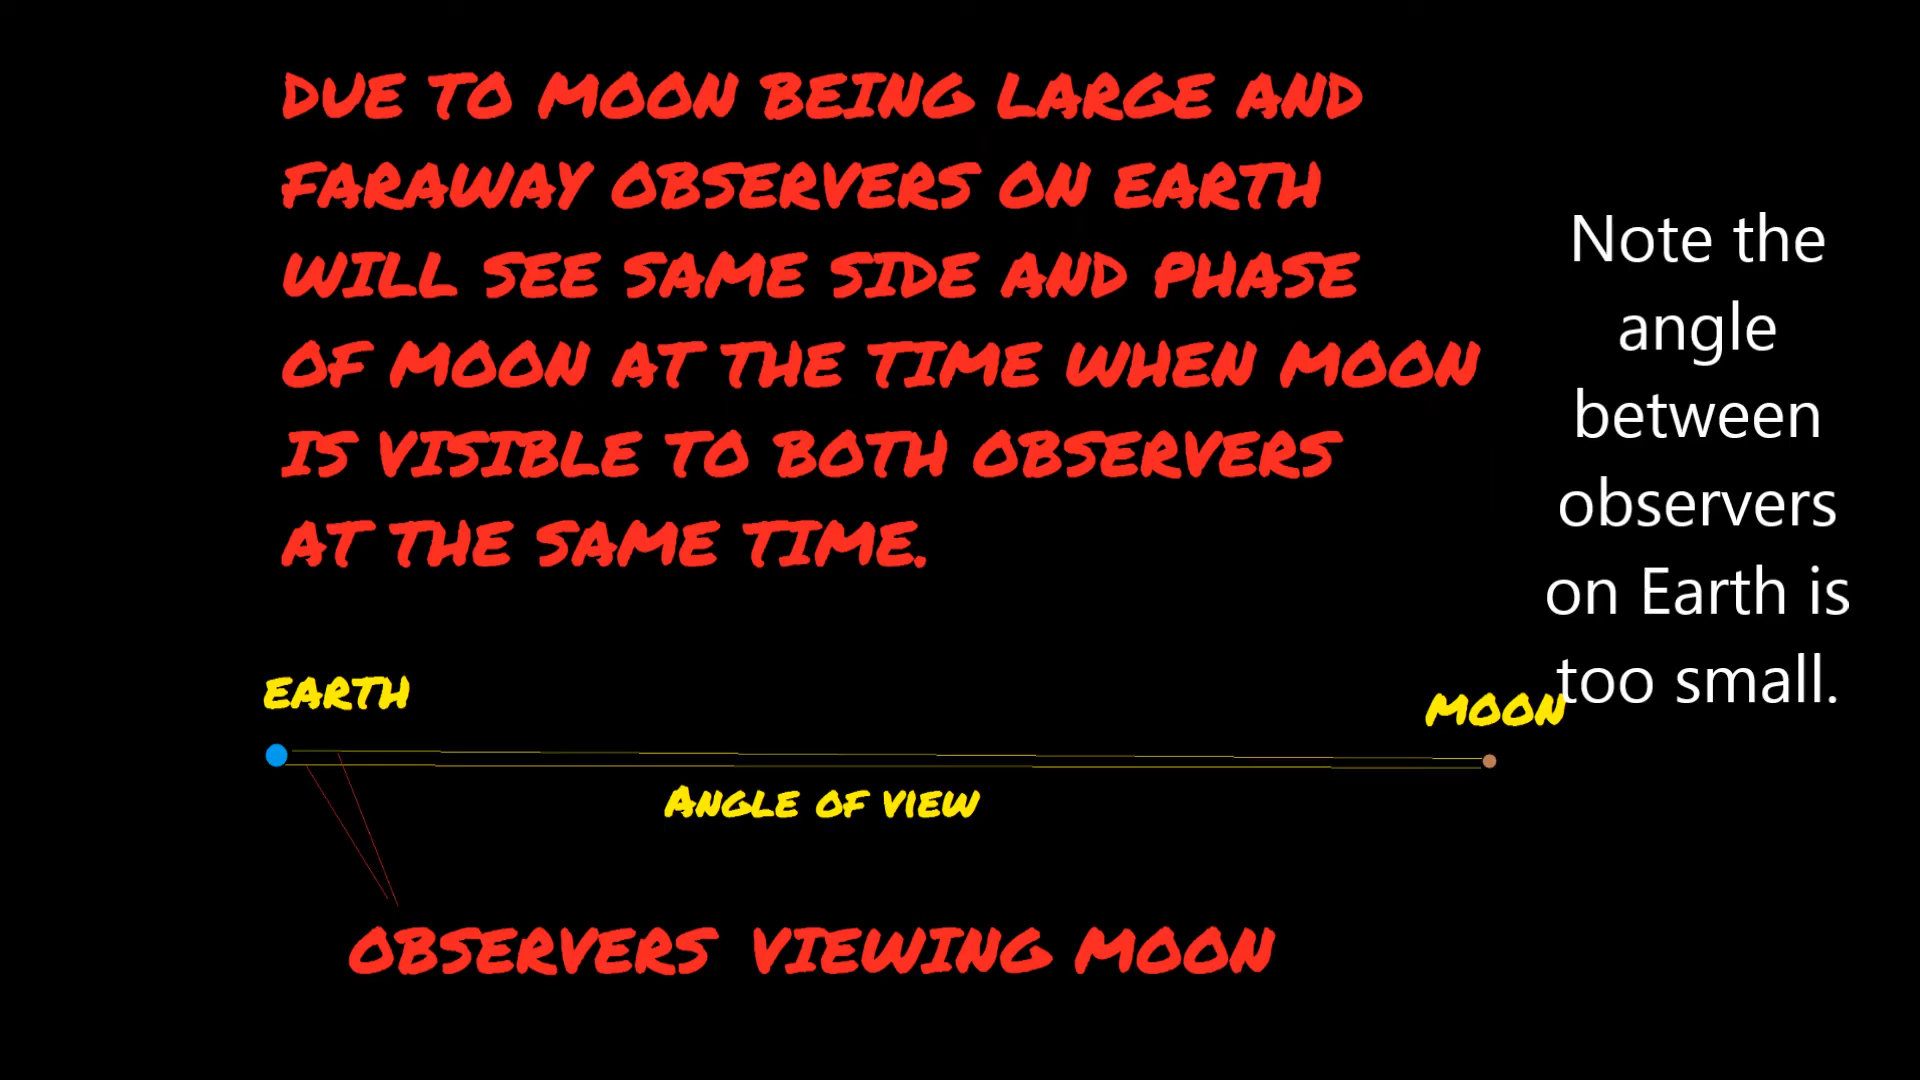 DUE TO MOON BEING LARGE AND
FARAWAY OBSERVERS ON EARTH
WILL SEE SAME SIDE AND PHASE
OF MOON AT THE TIME WHEN MOON
IS VISIBLE TO BOTH OBSERVERS
AT THE SAME TIME.
Note the
angle
between
observers
on Earth is
too small.
EARTH
MOON
ANGLE OF VIEW
OBSERVERS VIEWING MOON